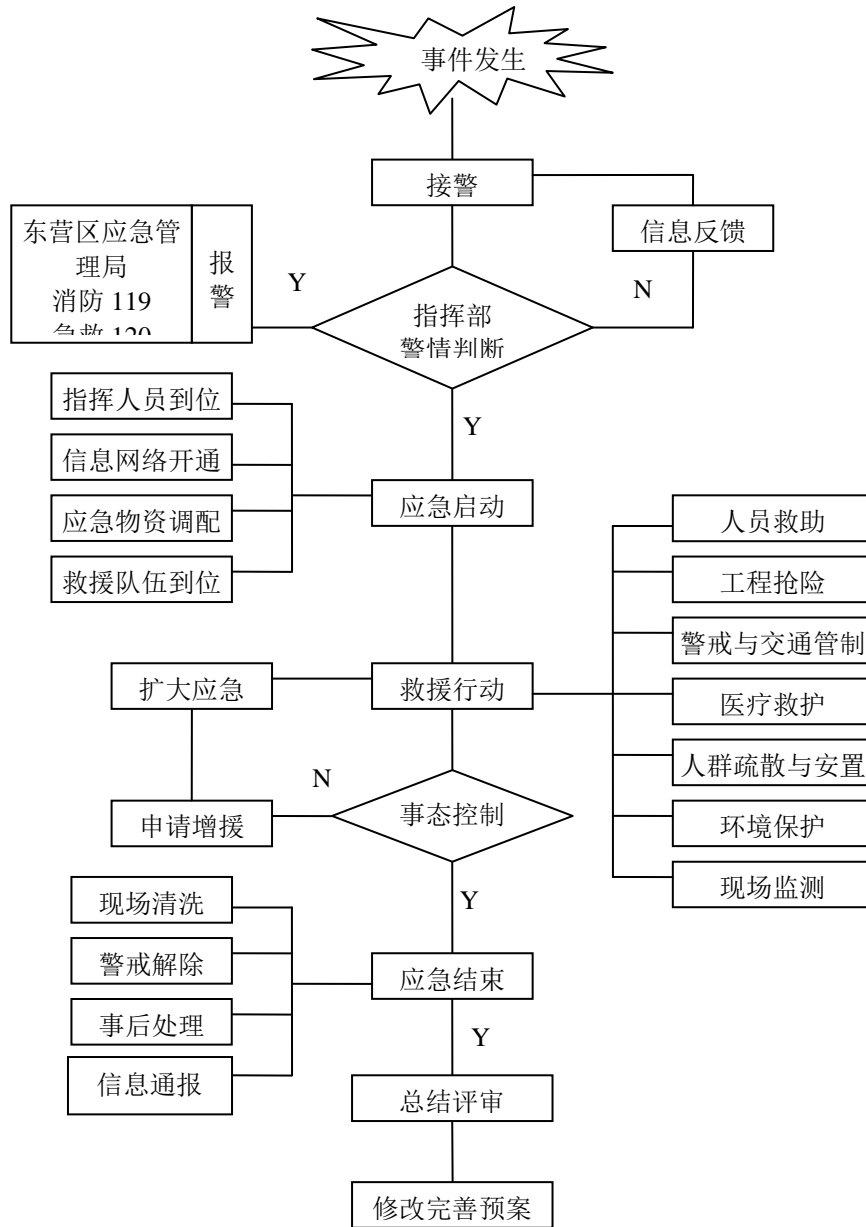 事件发生
接警
东营区应急管
理局
消防 119
急救 120
报
警
信息反馈
Y
N
指挥部
警情判断
指挥人员到位
Y
信息网络开通
应急启动
应急物资调配
救援队伍到位
人员救助
工程抢险
警戒与交通管制
扩大应急
救援行动
医疗救护
人群疏散与安置
N
申请增援
事态控制
环境保护
现场监测
现场清洗
Y
警戒解除
应急结束
事后处理
Y
信息通报
总结评审
修改完善预案